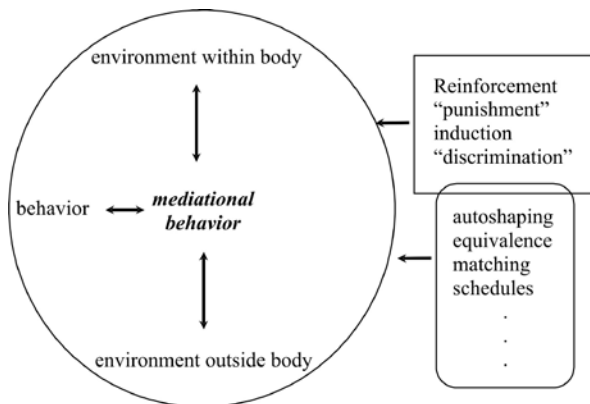 environment within body
behavior
mediational
behavior
environment outside body
Reinforcement
“punishment”
induction
“discrimination”
autoshaping
equivalence
matching
schedules
.
.
.